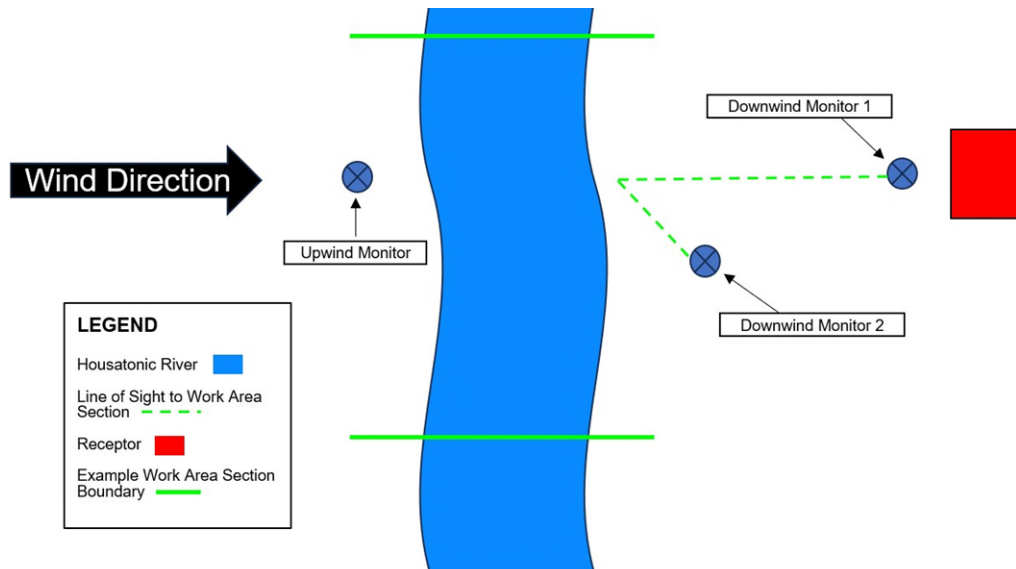 Downwind Monitor 1
Wind Direction
Upwind Monitor
Downwind Monitor 2
LEGEND
Housatonic River
Line of Sight to Work Area
Section
Receptor
Example Work Area Section
Boundary